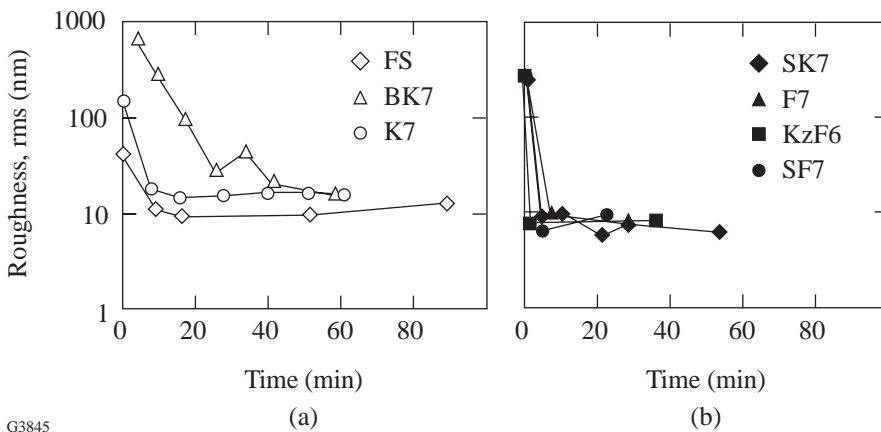 Roughness, rms (nm)
1000
100
10
1
0
20
40
60
80
Time (min)
(a)
FS
BK7
K7
0
20
40
60
80
Time (min)
(b)
SK7
F7
KzF6
SF7
G3845